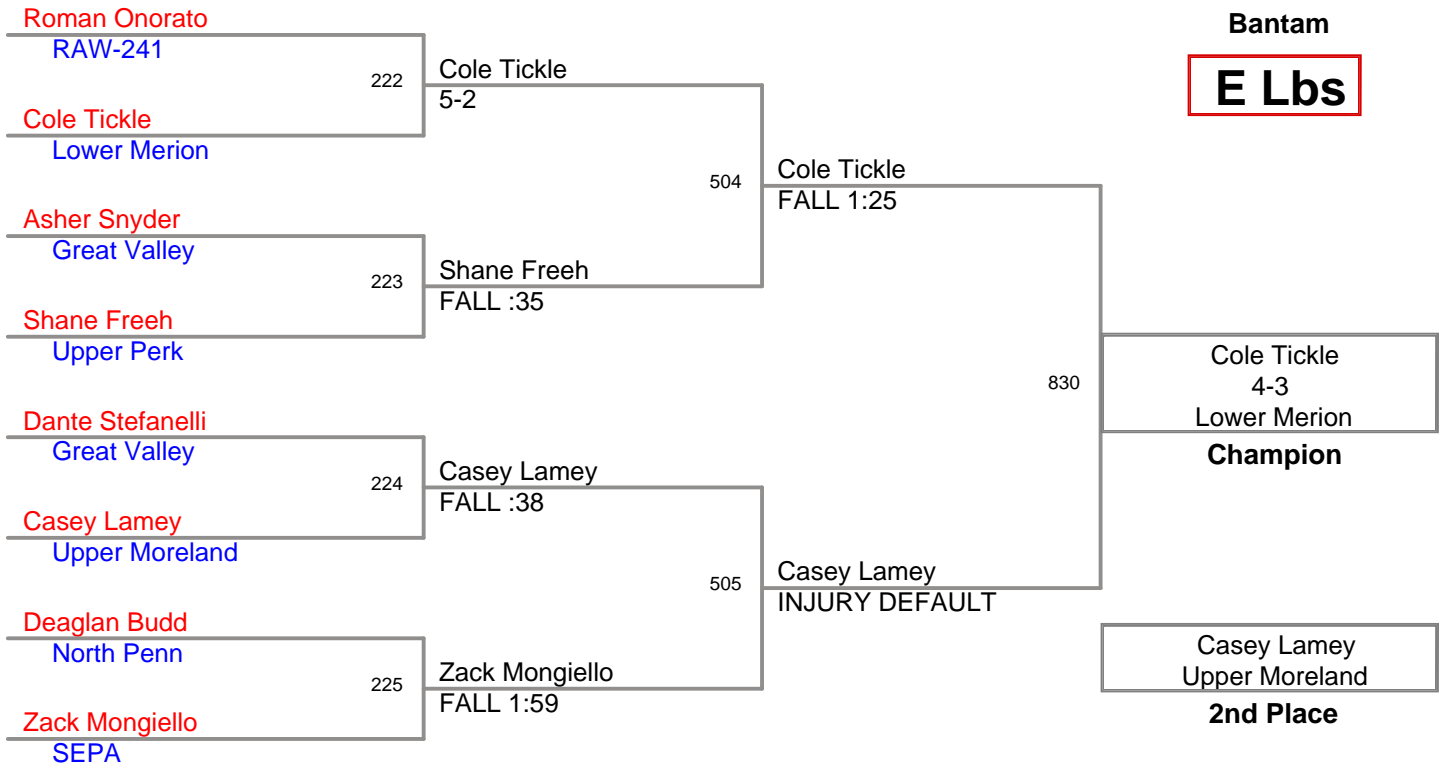 Roman Onorato
RAW-241
222
Cole Tickle
5-2
Cole Tickle
Lower Merion
504
Cole Tickle
FALL 1:25
Asher Snyder
Great Valley
223
Shane Freeh
FALL :35
Shane Freeh
Upper Perk
830
Dante Stefanelli
Great Valley
224
Casey Lamey
FALL :38
Casey Lamey
Upper Moreland
505
Casey Lamey
INJURY DEFAULT
Deaglan Budd
North Penn
225
Zack Mongiello
FALL 1:59
Zack Mongiello
SEPA
Bantam
E Lbs
Cole Tickle
4-3
Lower Merion
Champion
Casey Lamey
Upper Moreland
2nd Place